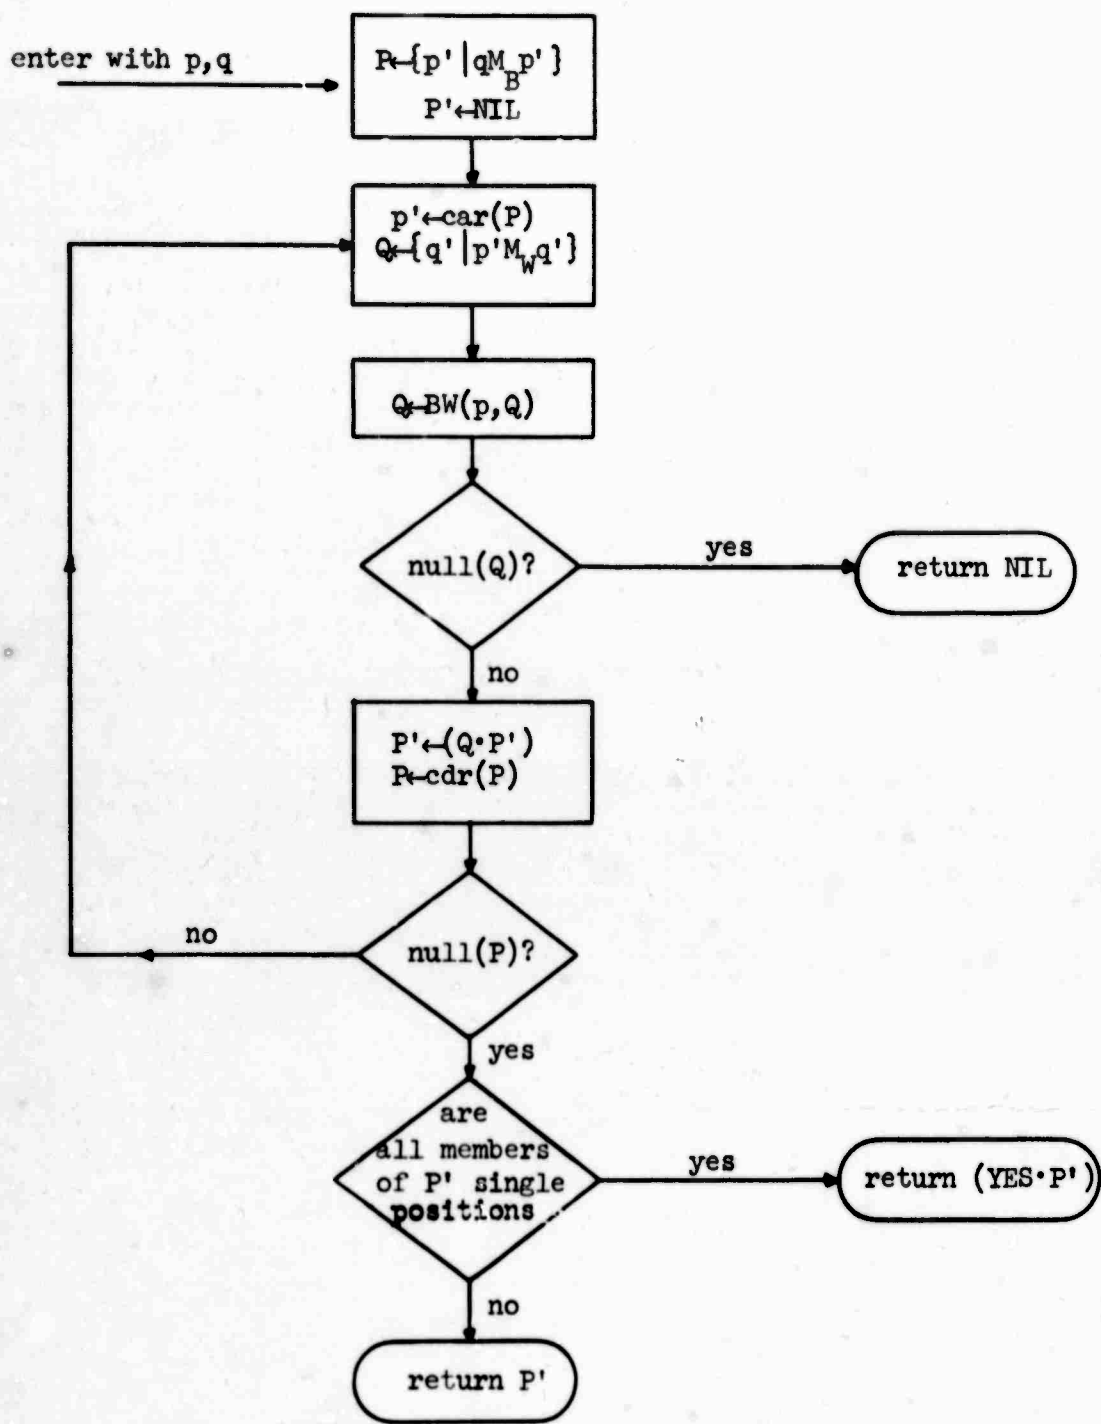 enter with p,q
P←{p'|qM_B p'}
P'←NIL
p'←car(P)
Q←{q'|p'M_W q'}
Q←BW(p,Q)
null(Q)?
yes
return NIL
no
P'←(Q·P')
P←cdr(P)
null(P)?
no
yes
are
all members
of P' single
positions
yes
return (YES·P')
no
return P'